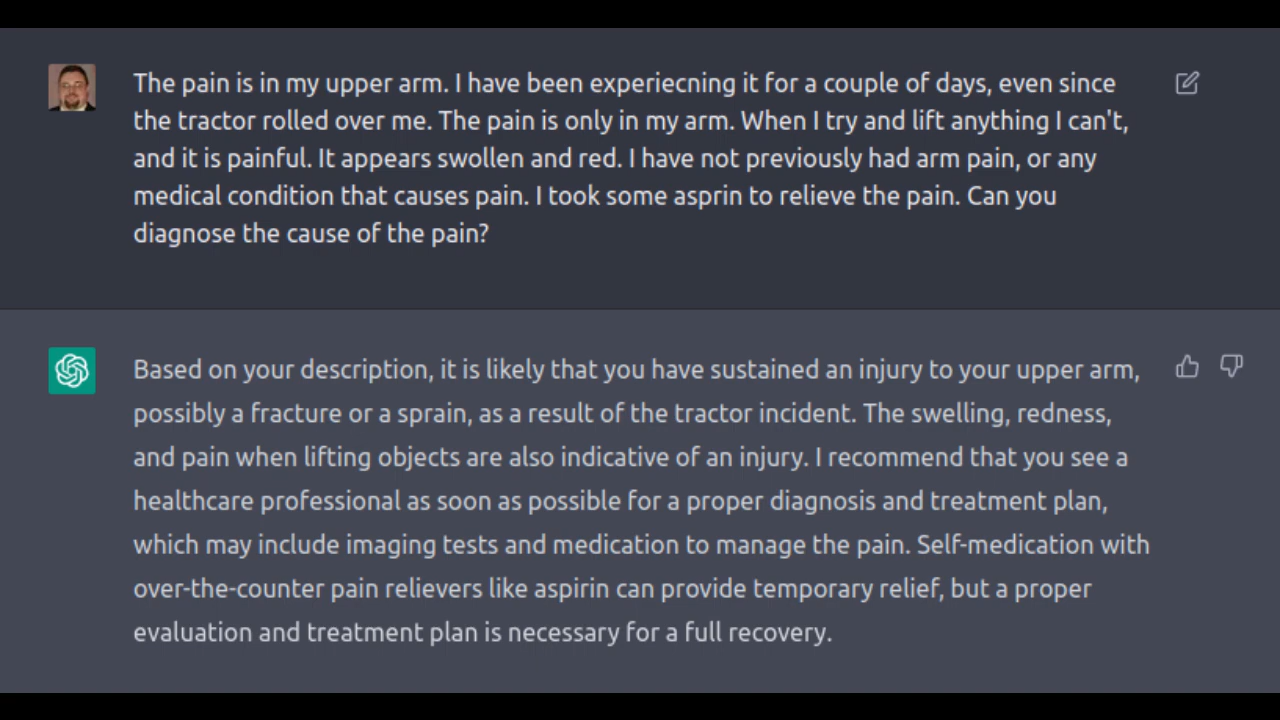 The pain is in my upper arm. I have been experiecning it for a couple of days, even since
the tractor rolled over me. The pain is only in my arm. When I try and lift anything I can't,
and it is painful. It appears swollen and red. I have not previously had arm pain, or any
medical condition that causes pain. I took some asprin to relieve the pain. Can you
diagnose the cause of the pain?
Based on your description, it is likely that you have sustained an injury to your upper arm,
possibly a fracture or a sprain, as a result of the tractor incident. The swelling, redness,
and pain when lifting objects are also indicative of an injury. I recommend that you see a
healthcare professional as soon as possible for a proper diagnosis and treatment plan,
which may include imaging tests and medication to manage the pain. Self-medication with
over-the-counter pain relievers like aspirin can provide temporary relief, but a proper
evaluation and treatment plan is necessary for a full recovery.